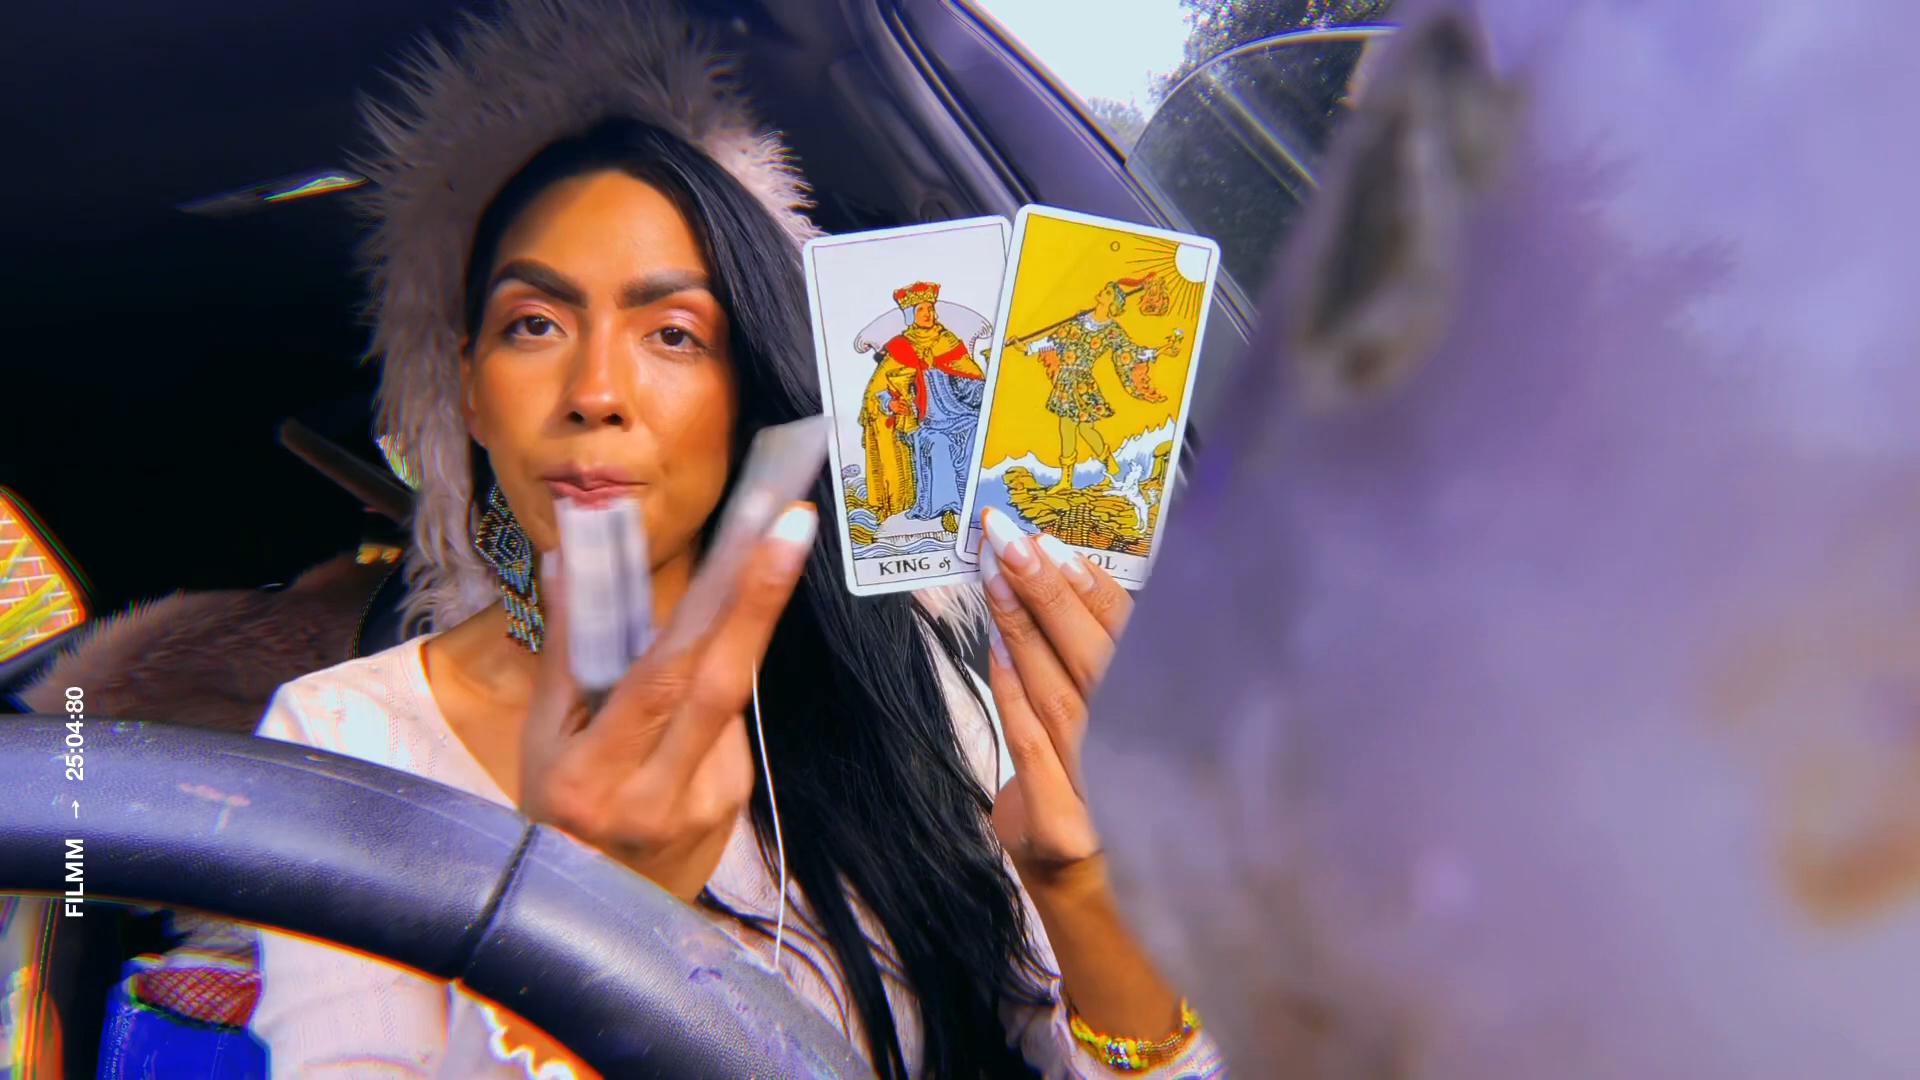 FILMM → 25:04:80
O
KING of
OL.